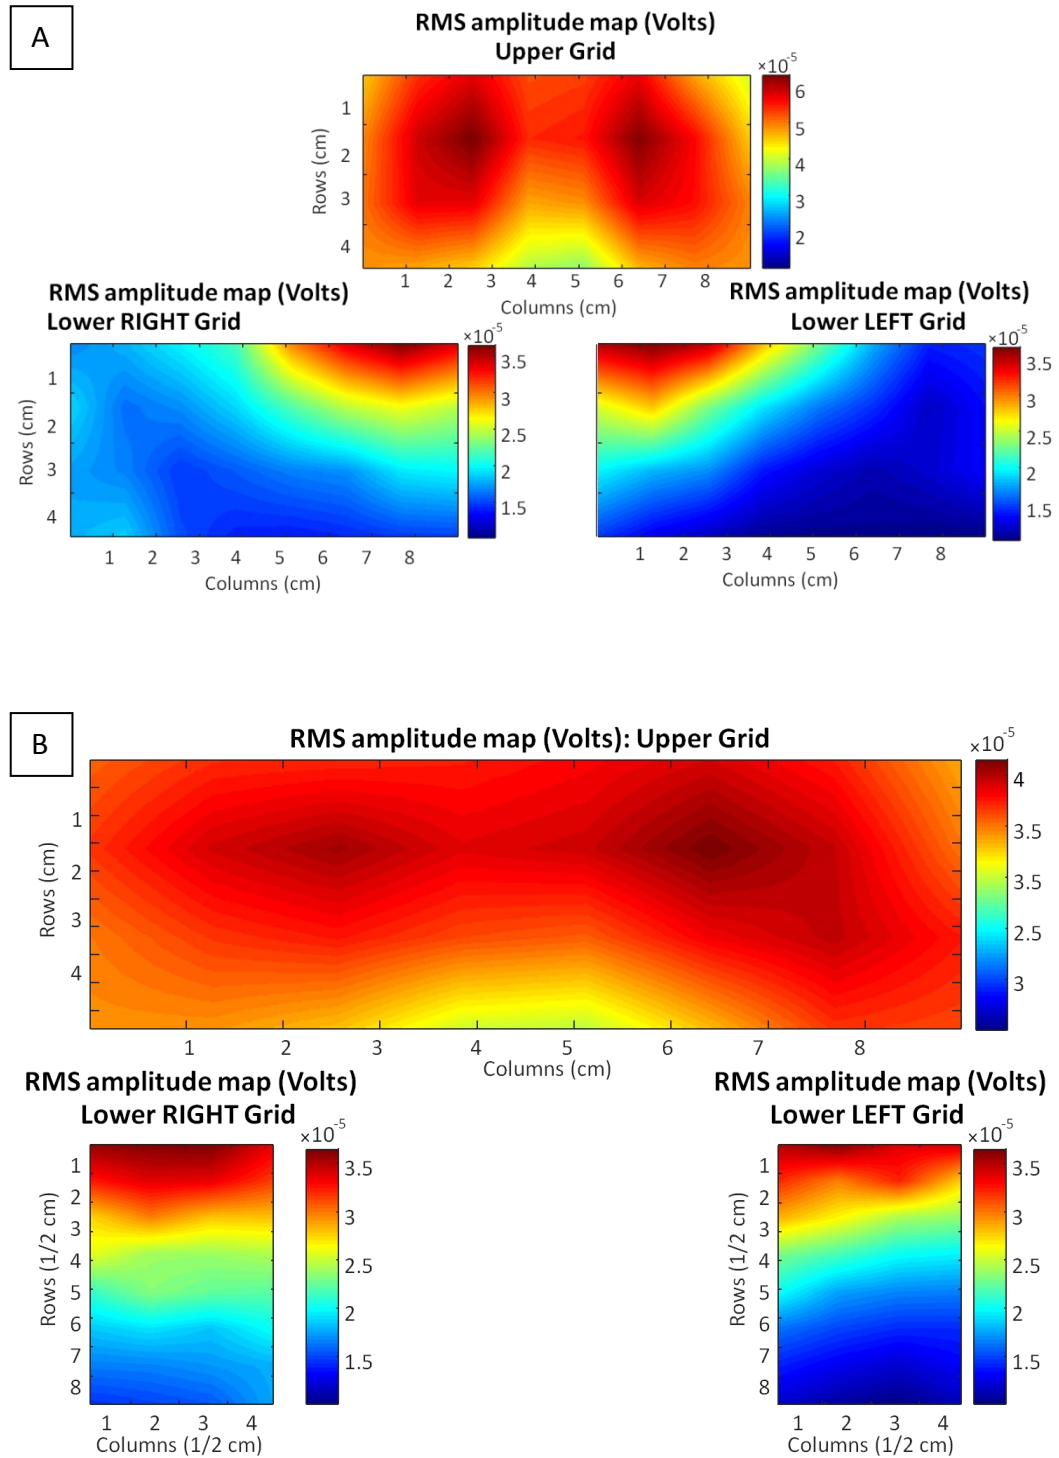 A
RMS amplitude map (Volts)
Upper Grid
×10-5
6
5
4
3
2
Rows (cm)
1
2
3
4
1 2 3 4 5 6 7 8
Columns (cm)
RMS amplitude map (Volts)
Lower RIGHT Grid
×10-5
3.5
3
2.5
2
1.5
Rows (cm)
1
2
3
4
1 2 3 4 5 6 7 8
Columns (cm)
RMS amplitude map (Volts)
Lower LEFT Grid
×10-5
3.5
3
2.5
2
1.5
1 2 3 4 5 6 7 8
Columns (cm)
B
RMS amplitude map (Volts): Upper Grid
×10-5
4
3.5
3.5
2.5
3
Rows (cm)
1
2
3
4
1 2 3 4 5 6 7 8
Columns (cm)
RMS amplitude map (Volts)
Lower RIGHT Grid
×10-5
3.5
3
2.5
2
1.5
Rows (1/2 cm)
1
2
3
4
5
6
7
8
1 2 3 4
Columns (1/2 cm)
RMS amplitude map (Volts)
Lower LEFT Grid
×10-5
3.5
3
2.5
2
1.5
Rows (1/2 cm)
1
2
3
4
5
6
7
8
1 2 3 4
Columns (1/2 cm)